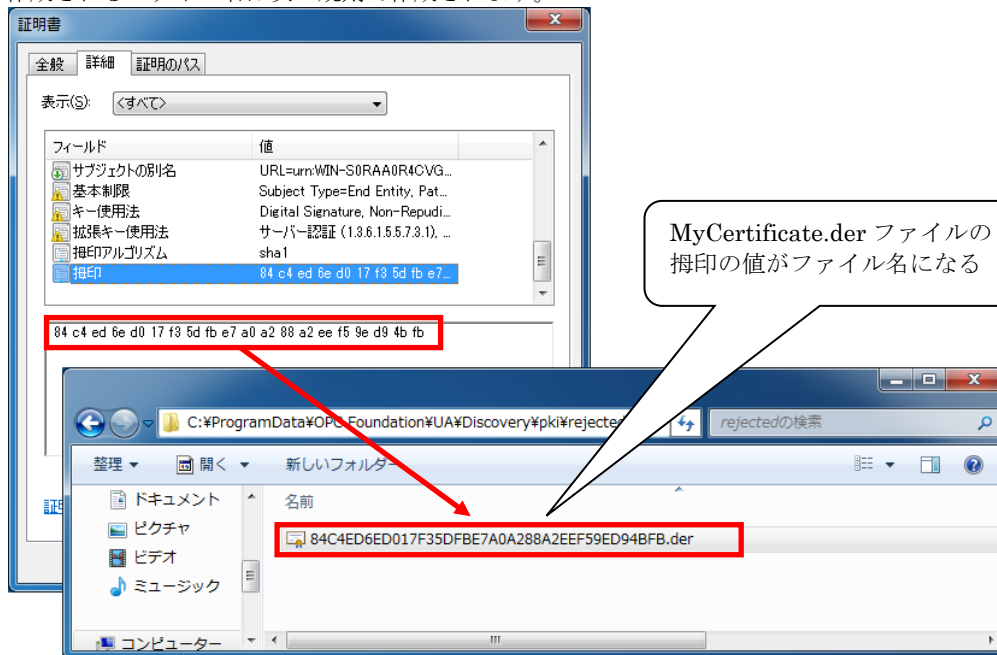 証明書
全般 詳細 証明のパス
表示(S): <すべて>
フィールド 値
サブジェクトの別名 URL=urn:WIN-S0RAA0R4CVG...
基本制限 Subject Type=End Entity, Pat...
キー使用法 Digital Signature, Non-Repudi...
拡張キー使用法 サーバー認証 (1.3.6.1.5.5.7.3.1), ...
拇印アルゴリズム sha1
拇印 84 c4 ed 6e d0 17 f3 5d fb e7...
84 c4 ed 6e d0 17 f3 5d fb e7 a0 a2 88 a2 ee f5 9e d9 4b fb
MyCertificate.der ファイルの
拇印の値がファイル名になる
C:¥ProgramData¥OPC Foundation¥UA¥Discovery¥pki¥rejected
rejectedの検索
整理 開く 新しいフォルダー
ドキュメント
ピクチャ
ビデオ
ミュージック
コンピューター
名前
84C4ED6ED017F35DFBE7A0A288A2EEF59ED94BFB.der